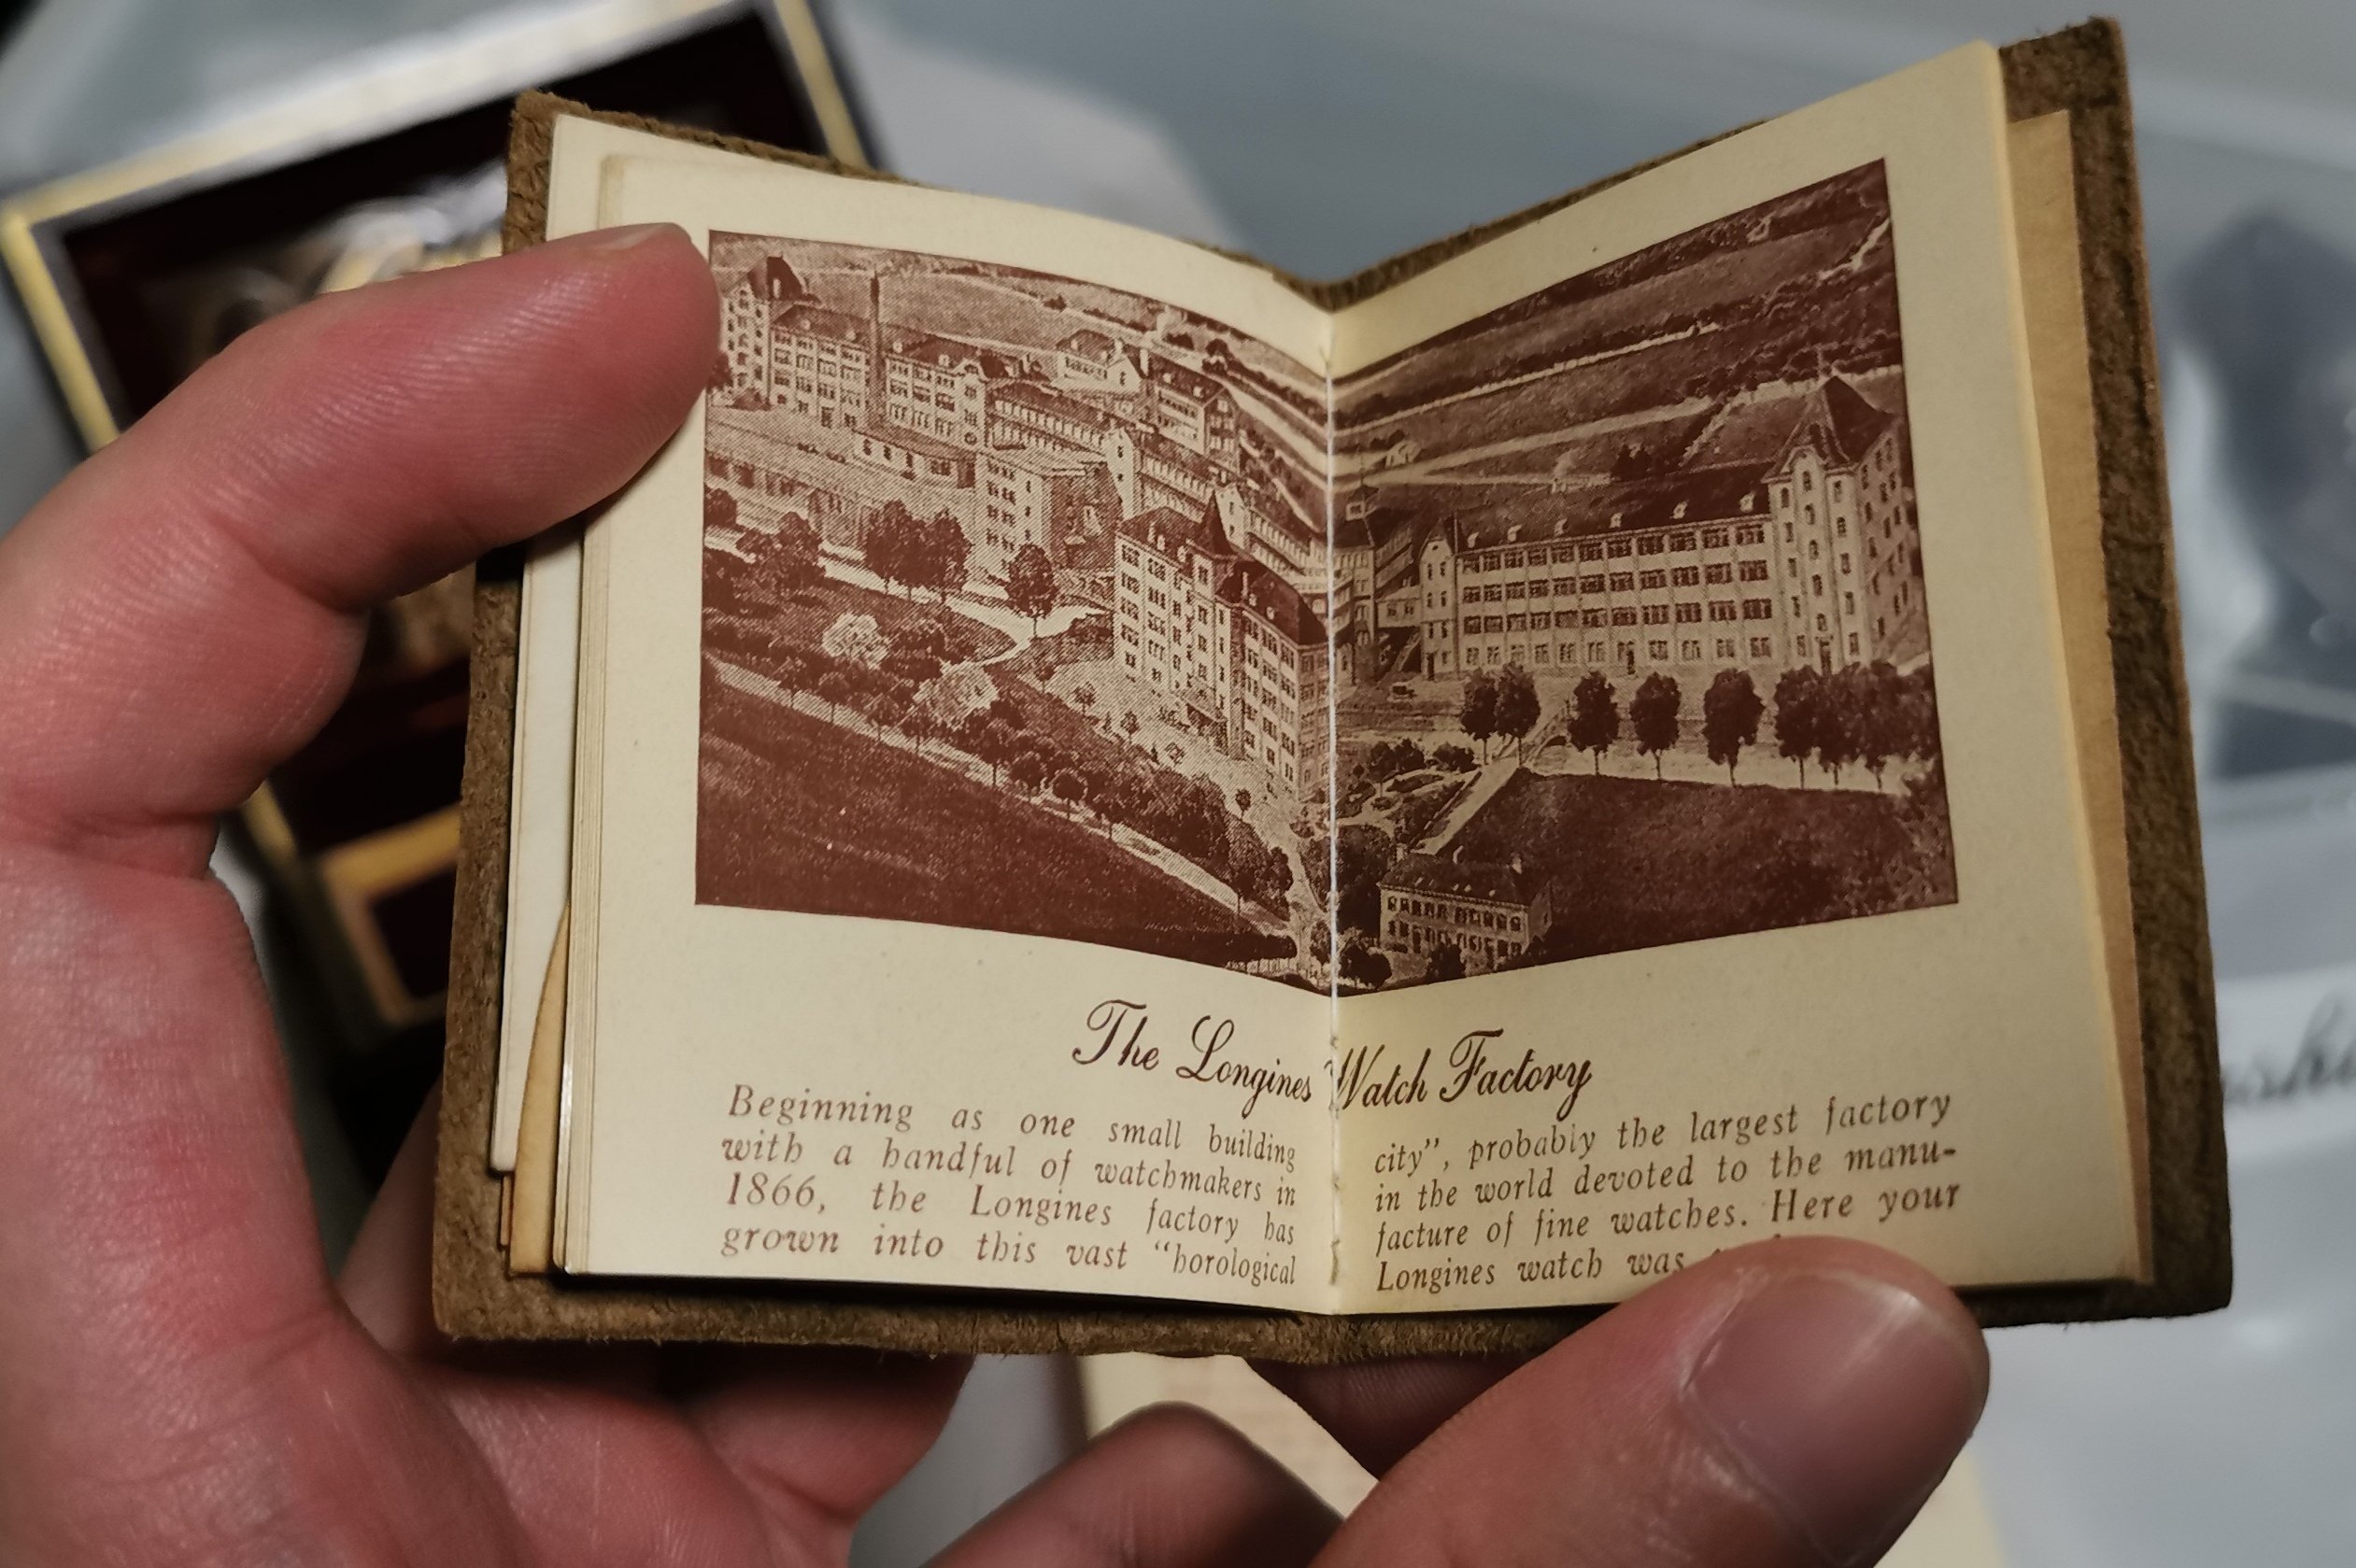 The Longines Watch Factory
Beginning as one small building
with a handful of watchmakers in
1866, the Longines factory has
grown into this vast "horological
city", probably the largest factory
in the world devoted to the manu-
facture of fine watches. Here your
Longines watch was